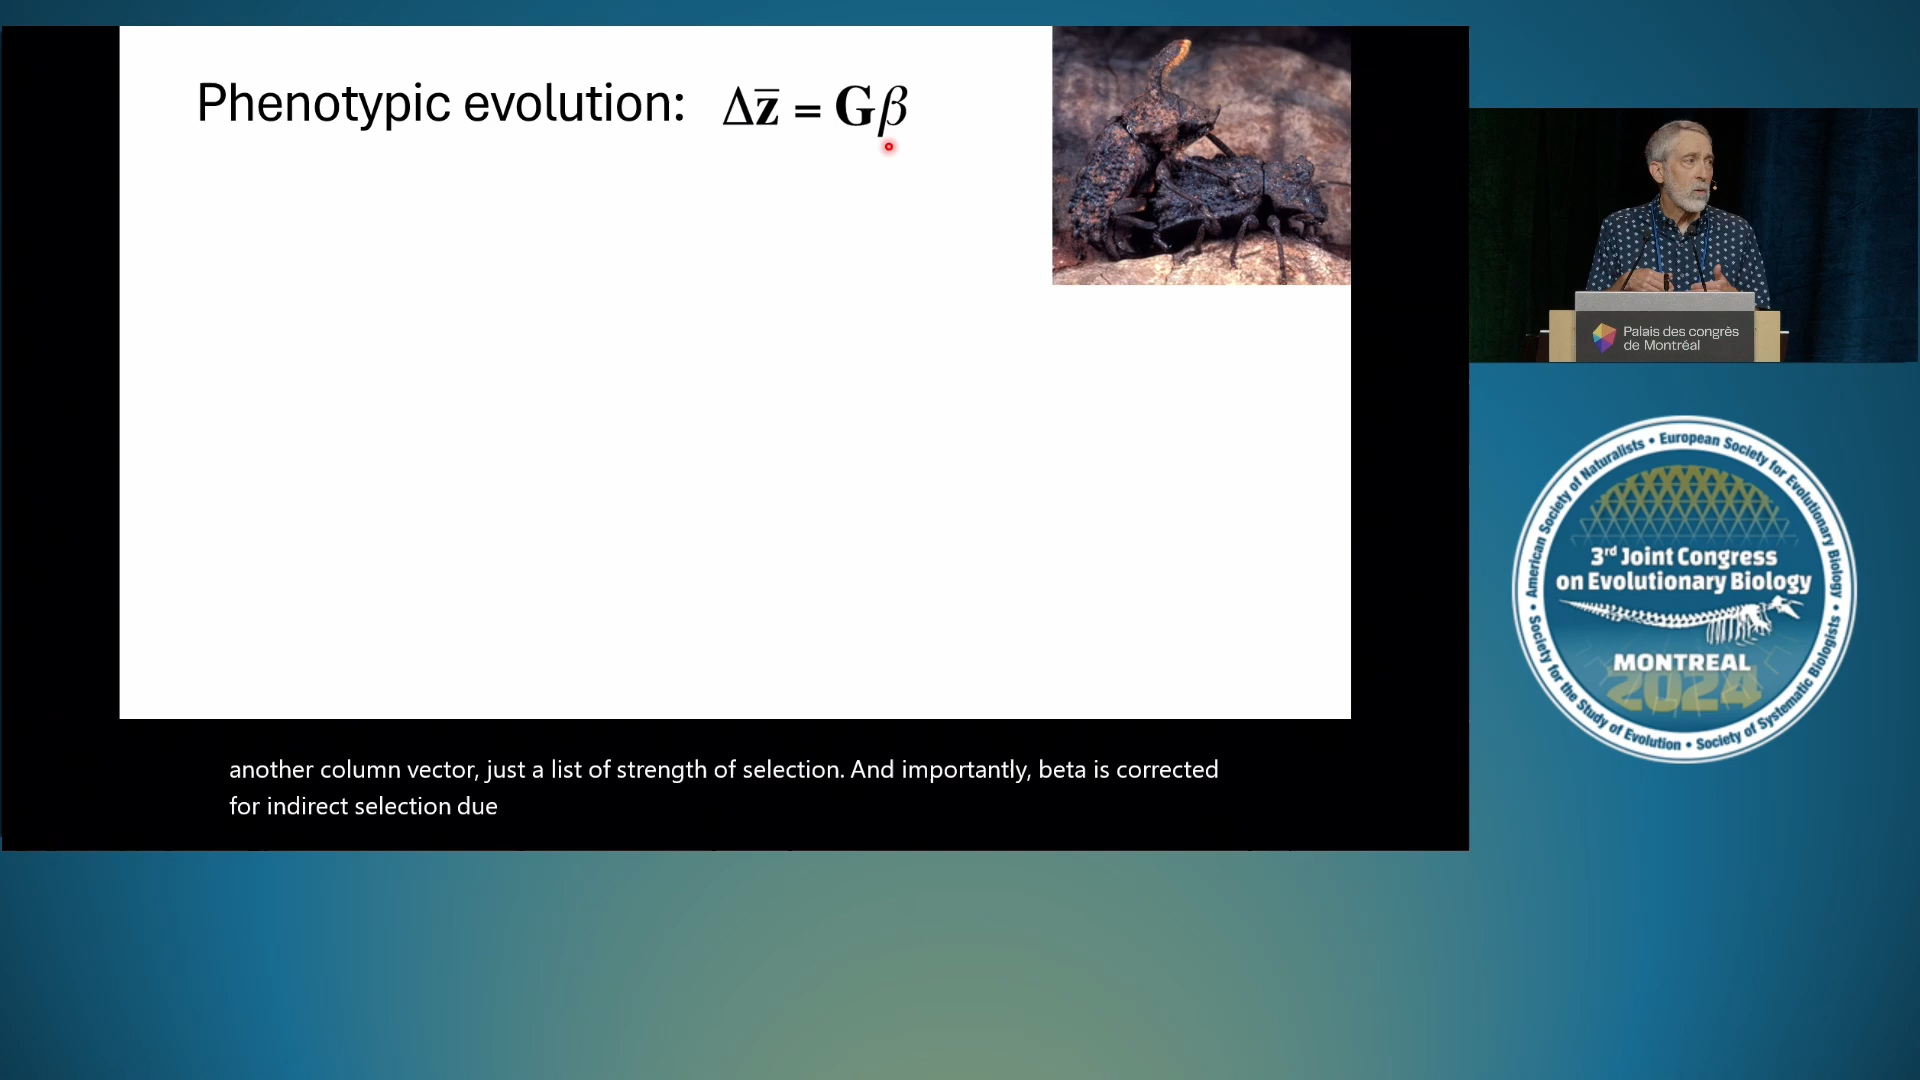 Phenotypic evolution: Δz̄ = Gβ
Palais des congrès
de Montréal
American Society of Naturalists • European Society for Evolutionary Biology • Society of Systematic Biologists • Society for the Study of Evolution •
3rd Joint Congress
on Evolutionary Biology
MONTREAL
2024
another column vector, just a list of strength of selection. And importantly, beta is corrected
for indirect selection due